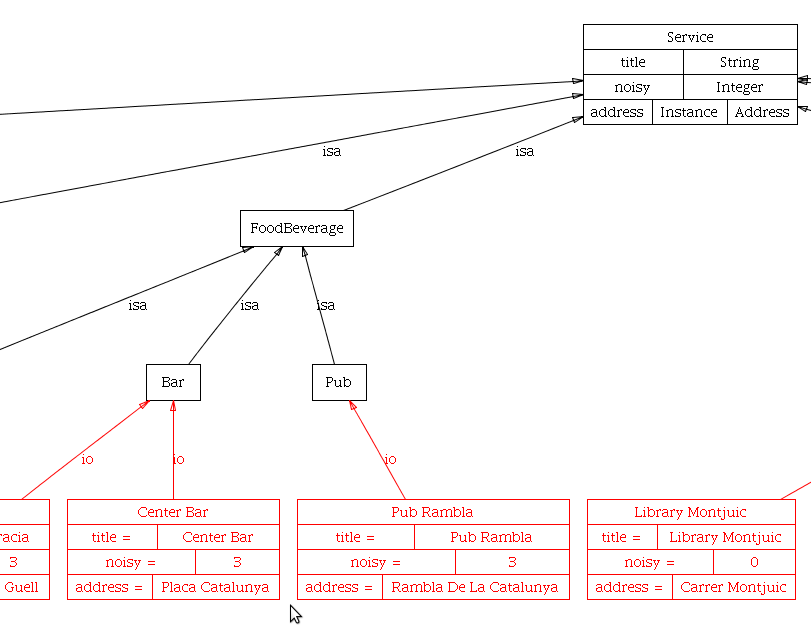 Service
title String
noisy Integer
address Instance Address
isa isa
FoodBeverage
isa isa isa
Bar Pub
io io io
racia Center Bar Pub Rambla Library Montjuic
title = Center Bar title = Pub Rambla title = Library Montjuic
3 noisy = 3 noisy = 3 noisy = 0
Guell address = Placa Catalunya address = Rambla De La Catalunya address = Carrer Montjuic